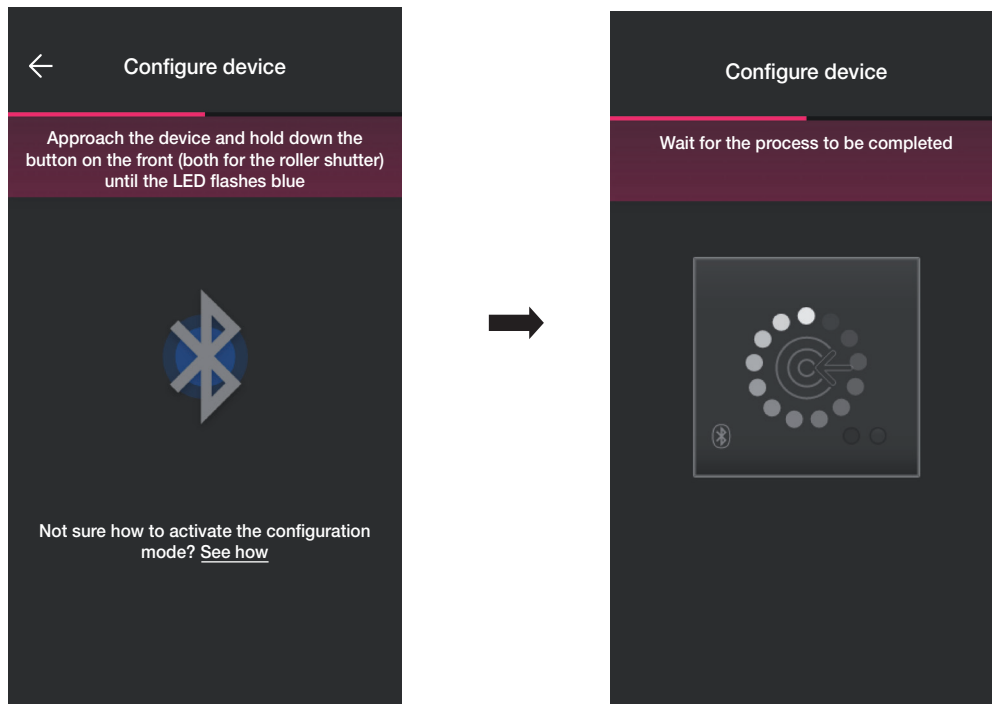 Configure device
Approach the device and hold down the
button on the front (both for the roller shutter)
until the LED flashes blue
Not sure how to activate the configuration
mode? See how
Configure device
Wait for the process to be completed